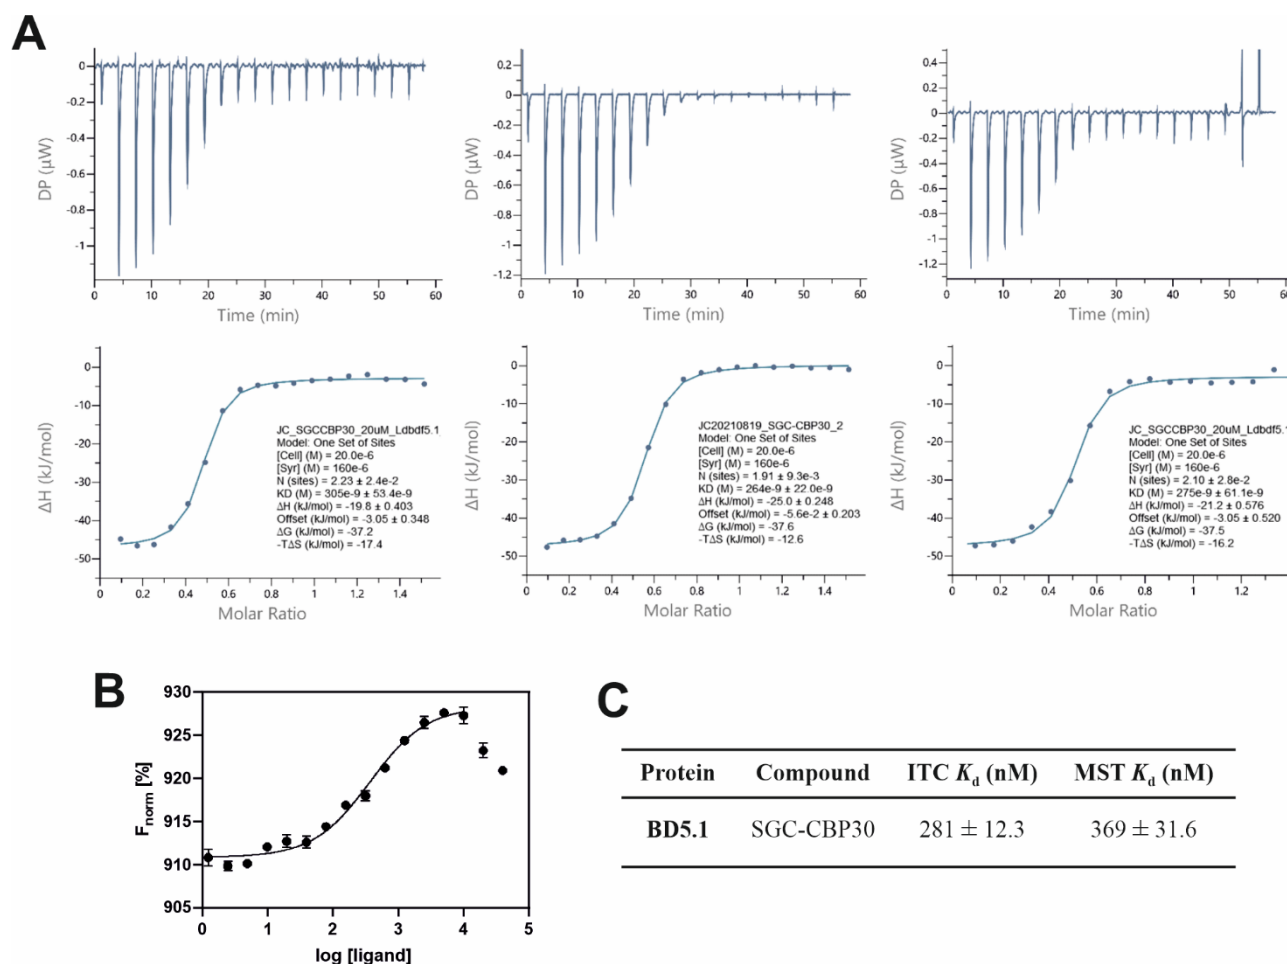 A
0
-0.2
-0.4
-0.6
-0.8
-1
DP (µW)
0 10 20 30 40 50 60
Time (min)
0.4
0.2
0
-0.2
-0.4
-0.6
-0.8
-1
-1.2
DP (µW)
0 10 20 30 40 50 60
Time (min)
0.4
0.2
0
-0.2
-0.4
-0.6
-0.8
-1
-1.2
DP (µW)
0 10 20 30 40 50 60
Time (min)
0
-10
-20
-30
-40
-50
ΔH (kJ/mol)
JC_SGCCBP30_20uM_Ldbdf5.1
Model: One Set of Sites
[Cell] (M) = 20.0e-6
[Syr] (M) = 160e-6
N (sites) = 2.23 ± 2.4e-2
KD (M) = 305e-9 ± 53.4e-9
ΔH (kJ/mol) = -19.8 ± 0.403
Offset (kJ/mol) = -3.05 ± 0.348
ΔG (kJ/mol) = -37.2
-TΔS (kJ/mol) = -17.4
0 0.2 0.4 0.6 0.8 1 1.2 1.4
Molar Ratio
0
-10
-20
-30
-40
-50
ΔH (kJ/mol)
JC20210819_SGC-CBP30_2
Model: One Set of Sites
[Cell] (M) = 20.0e-6
[Syr] (M) = 160e-6
N (sites) = 1.91 ± 9.3e-3
KD (M) = 264e-9 ± 22.0e-9
ΔH (kJ/mol) = -25.0 ± 0.248
Offset (kJ/mol) = -5.6e-2 ± 0.203
ΔG (kJ/mol) = -37.6
-TΔS (kJ/mol) = -12.6
0 0.2 0.4 0.6 0.8 1 1.2 1.4
Molar Ratio
0
-10
-20
-30
-40
-50
ΔH (kJ/mol)
JC_SGCCBP30_20uM_Ldbdf5.1
Model: One Set of Sites
[Cell] (M) = 20.0e-6
[Syr] (M) = 160e-6
N (sites) = 2.10 ± 2.8e-2
KD (M) = 275e-9 ± 61.1e-9
ΔH (kJ/mol) = -21.2 ± 0.576
Offset (kJ/mol) = -3.05 ± 0.520
ΔG (kJ/mol) = -37.5
-TΔS (kJ/mol) = -16.2
0 0.2 0.4 0.6 0.8 1 1.2
Molar Ratio
B
930
925
920
915
910
905
Fnorm [%]
0 1 2 3 4 5
log [ligand]
C
Protein Compound ITC Kd (nM) MST Kd (nM)
BD5.1 SGC-CBP30 281 ± 12.3 369 ± 31.6